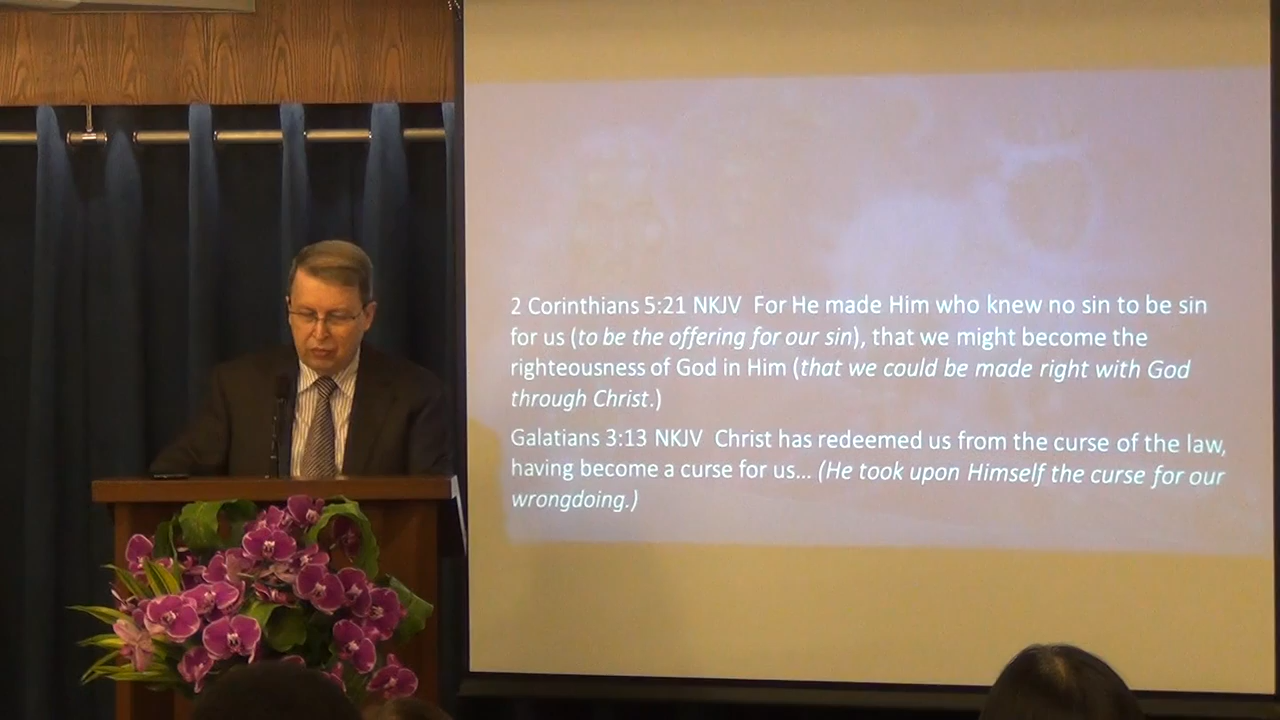 2 Corinthians 5:21 NKJV  For He made Him who knew no sin to be sin
for us (to be the offering for our sin), that we might become the
righteousness of God in Him (that we could be made right with God
through Christ.)
Galatians 3:13 NKJV  Christ has redeemed us from the curse of the law,
having become a curse for us... (He took upon Himself the curse for our
wrongdoing.)